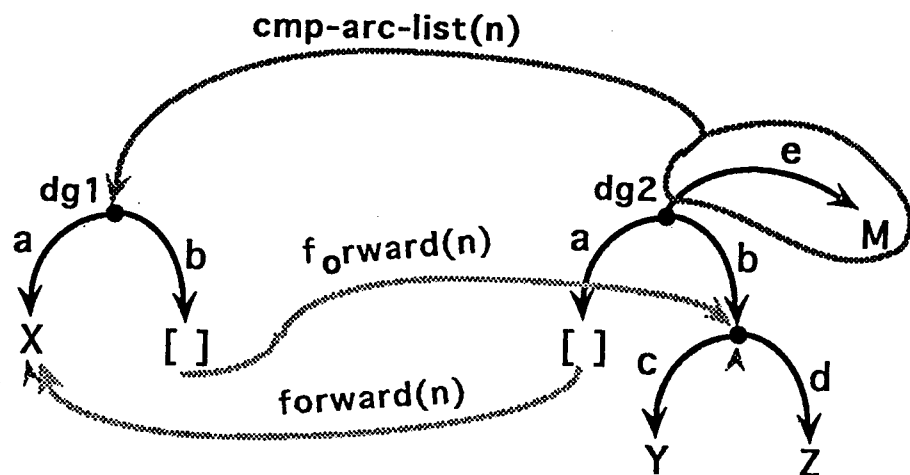 cmp-arc-list(n)
e
dg1
dg2
M
a
b
forward(n)
a
b
X
[ ]
[ ]
c
d
forward(n)
Y
Z